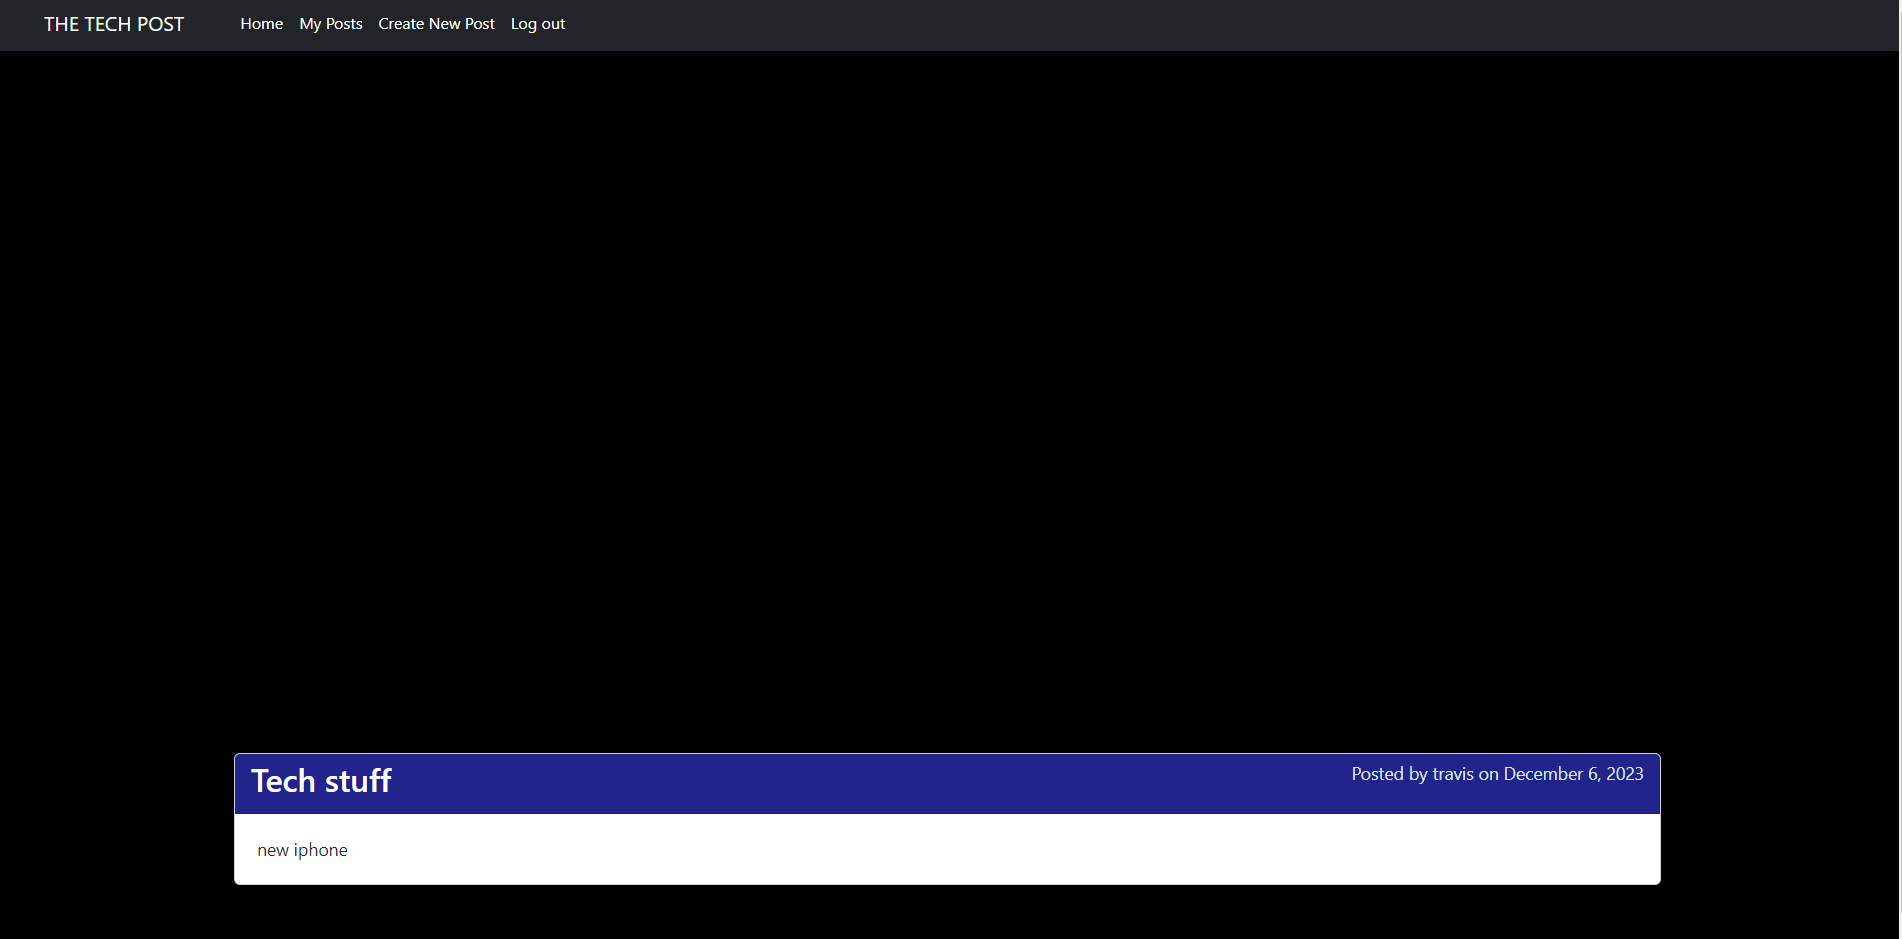 THE TECH POST Home My Posts Create New Post Log out
Tech stuff Posted by travis on December 6, 2023
new iphone